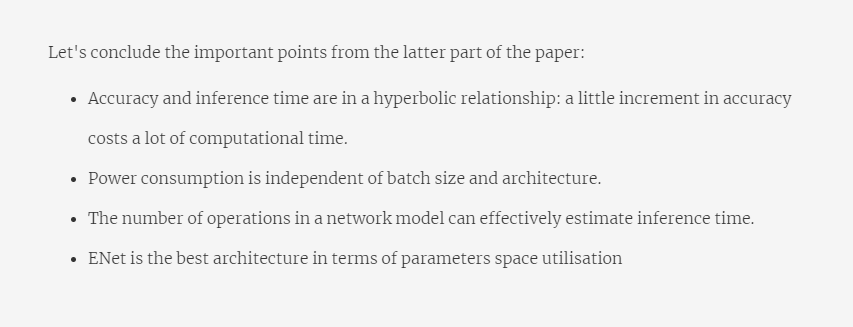 Let's conclude the important points from the latter part of the paper:
• Accuracy and inference time are in a hyperbolic relationship: a little increment in accuracy
costs a lot of computational time.
• Power consumption is independent of batch size and architecture.
• The number of operations in a network model can effectively estimate inference time.
• ENet is the best architecture in terms of parameters space utilisation